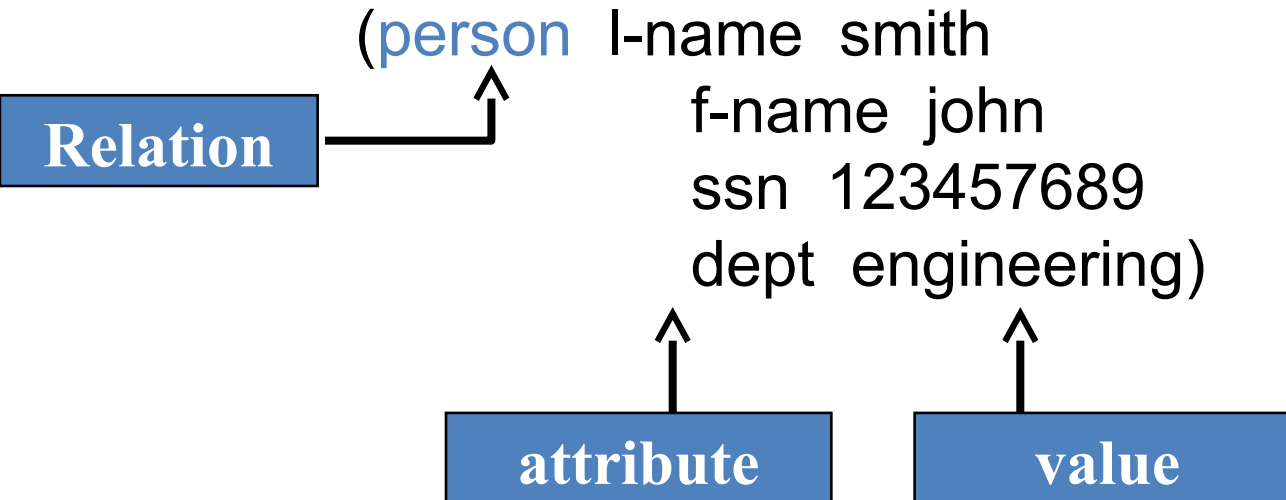 (person l-name smith
Relation
f-name john
ssn 123457689
dept engineering)
attribute
value